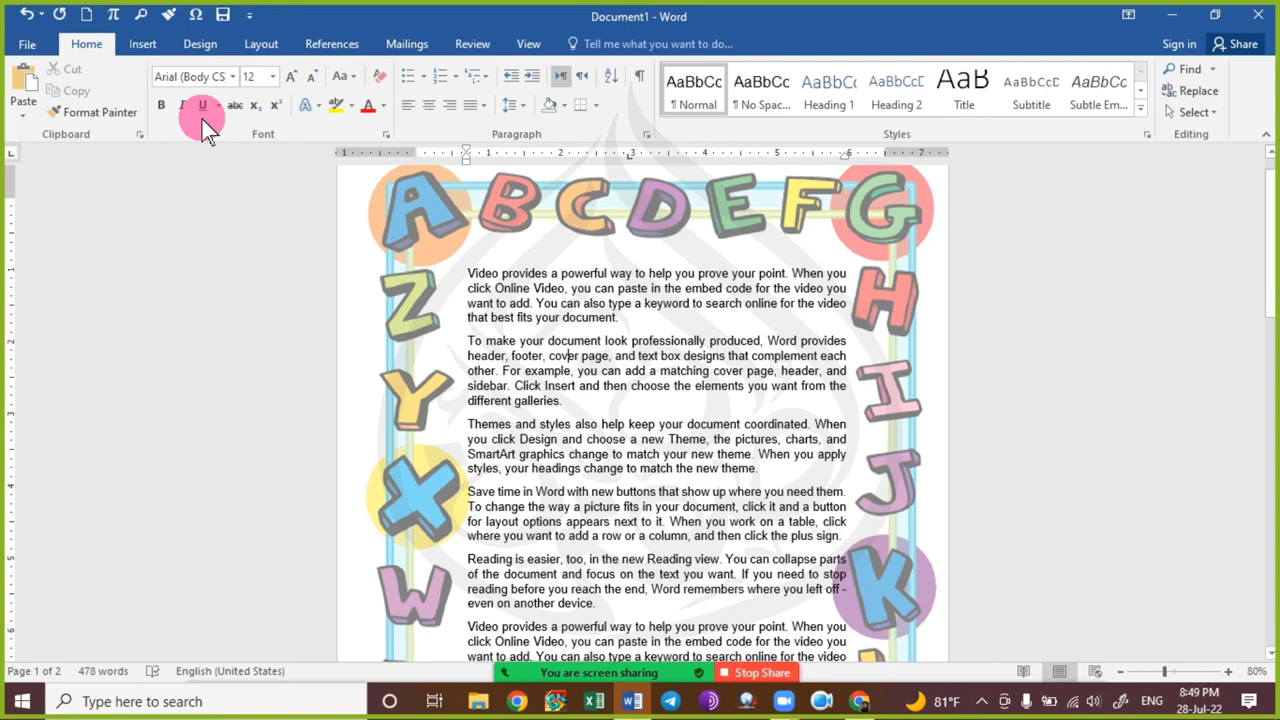 Document1 - Word
File Home Insert Design Layout References Mailings Review View Tell me what you want to do... Sign in Share
Paste Cut Copy Format Painter Clipboard
Arial (Body CS 12 Aa A
B I U abc x₂ x² A ab A Font
Paragraph
AaBbCc AaBbCc AaBbCc AaBbCc AaB AaBbCcD AaBbCc
¶ Normal ¶ No Spac... Heading Heading 2 Title Subtitle Subtle Em...
Styles
Find
Replace
Select
Editing
1 1 2 3 4 5 6 7
A B C D E F G
Z H
Y I
X J
W K
Video provides a powerful way to help you prove your point. When you
click Online Video, you can paste in the embed code for the video you
want to add. You can also type a keyword to search online for the video
that best fits your document.
To make your document look professionally produced, Word provides
header, footer, cover page, and text box designs that complement each
other. For example, you can add a matching cover page, header, and
sidebar. Click Insert and then choose the elements you want from the
different galleries.
Themes and styles also help keep your document coordinated. When
you click Design and choose a new Theme, the pictures, charts, and
SmartArt graphics change to match your new theme. When you apply
styles, your headings change to match the new theme.
Save time in Word with new buttons that show up where you need them.
To change the way a picture fits in your document, click it and a button
for layout options appears next to it. When you work on a table, click
where you want to add a row or a column, and then click the plus sign.
Reading is easier, too, in the new Reading view. You can collapse parts
of the document and focus on the text you want. If you need to stop
reading before you reach the end, Word remembers where you left off -
even on another device.
Video provides a powerful way to help you prove your point. When you
click Online Video, you can paste in the embed code for the video you
want to add. You can also type a keyword to search online for the video
Page 1 of 2 478 words English (United States) You are screen sharing Stop Share 80%
Type here to search 81°F ENG 8:49 PM
28-Jul-22